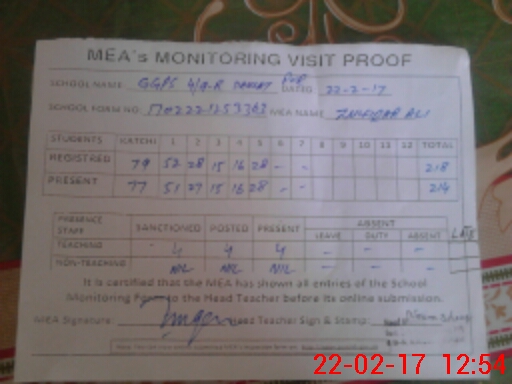 MEA's MONITORING VISIT PROOF
SCHOOL NAME GGPS 4/9-R DATED 22-2-17
SCHOOL FORM NO: MEA NAME ZULFIQAR ALI
STUDENTS KATCHI 1 2 3 4 5 6 7 8 9 10 11 12 TOTAL
REGISTRED 79 52 28 15 16 28 - - 218
PRESENT 77 51 27 15 16 28 - - 214
PRESENCE STAFF SANCTIONED POSTED PRESENT ABSENT LATE
LEAVE DUTY ABSENT
TEACHING 4 4 4 - - -
NON-TEACHING NIL NIL NIL - - -
It is certified that the MEA has shown all entries of the School
Monitoring Form to the Head Teacher before its online submission.
MEA Signature: Head Teacher Sign & Stamp:
22-02-17 12:54